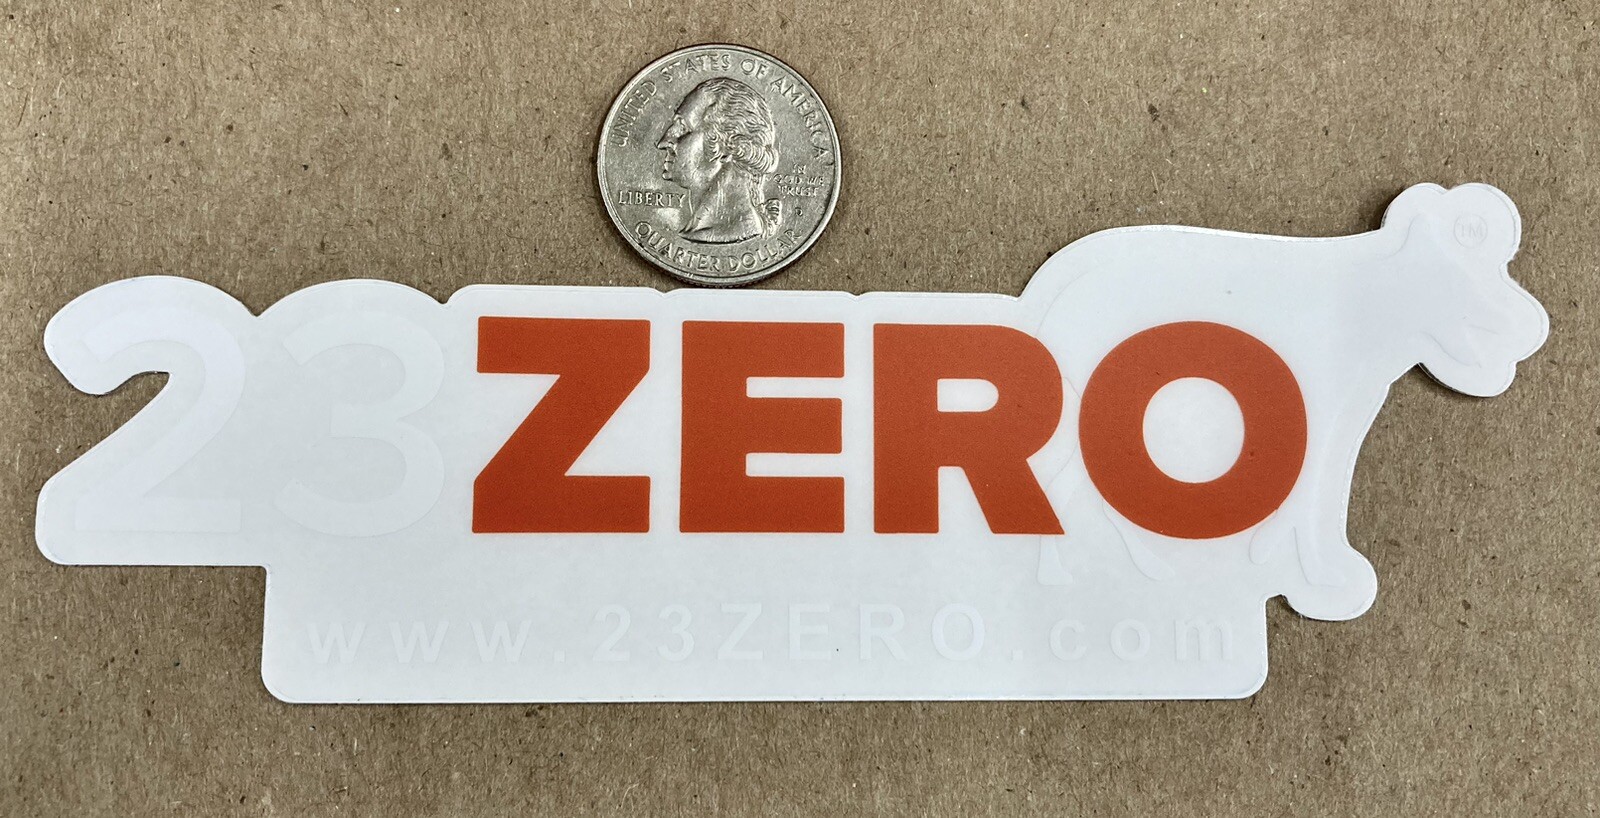 UNITED STATES OF AMERICA
LIBERTY
IN
GOD WE
TRUST
D
QUARTER DOLLAR
TM
23ZERO
www.23ZERO.com